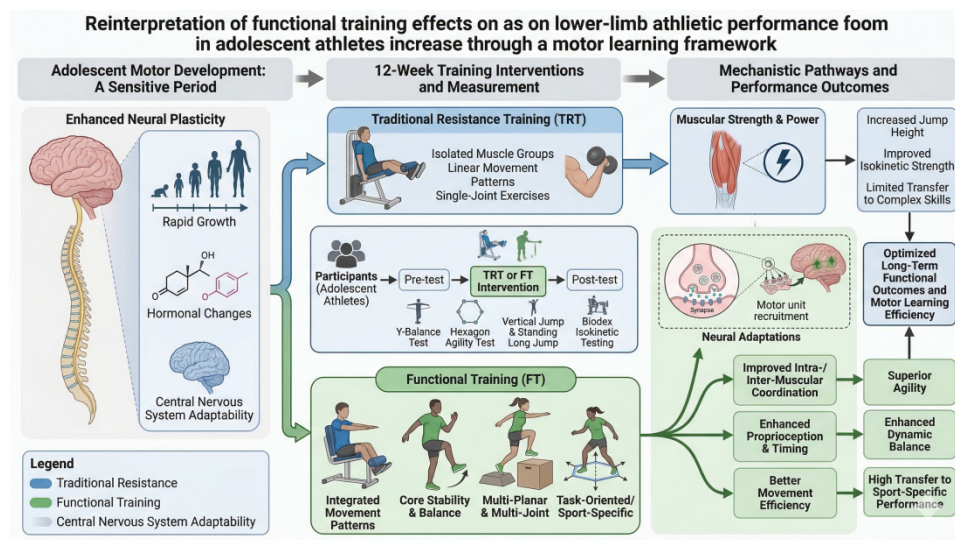 Reinterpretation of functional training effects on as on lower-limb athlietic performance foom
in adolescent athletes increase through a motor learning framework
Adolescent Motor Development:
A Sensitive Period
12-Week Training Interventions
and Measurement
Mechanistic Pathways and
Performance Outcomes
Enhanced Neural Plasticity
Rapid Growth
OH
O
O
Hormonal Changes
Central Nervous
System Adaptability
Legend
Traditional Resistance
Functional Training
Central Nervous System Adaptability
Traditional Resistance Training (TRT)
Isolated Muscle Groups
Linear Movement
Patterns
Single-Joint Exercises
Participants
(Adolescent
Athletes)
Pre-test
TRT or FT
Intervention
Post-test
Y-Balance
Test
Hexagon
Agility Test
Vertical Jump
& Standing
Long Jump
Biodex
Isokinetic
Testing
Functional Training (FT)
Integrated
Movement
Patterns
Core Stability
& Balance
Multi-Planar
& Multi-Joint
Task-Oriented/
& Sport-Specific
Muscular Strength & Power
Increased Jump
Height
Improved
Isokinetic Strength
Limited Transfer
to Complex Skills
Synapse
Motor unit
recruitment
Neural Adaptations
Optimized
Long-Term
Functional
Outcomes and
Motor Learning
Efficiency
Improved Intra-/
Inter-Muscular
Coordination
Superior
Agility
Enhanced
Proprioception
& Timing
Enhanced
Dynamic
Balance
Better
Movement
Efficiency
High Transfer to
Sport-Specific
Performance